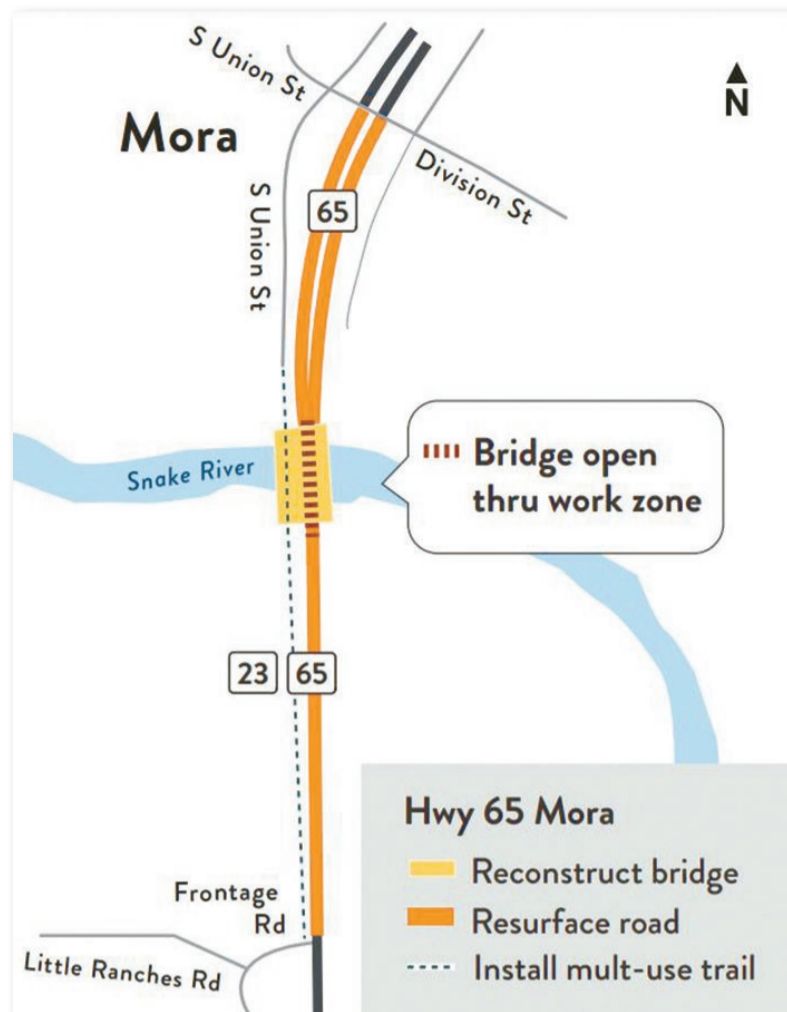 S Union St
N
Mora
Division St
S Union St
65
Bridge open
thru work zone
Snake River
23
65
Hwy 65 Mora
Reconstruct bridge
Resurface road
Install mult-use trail
Frontage
Rd
Little Ranches Rd